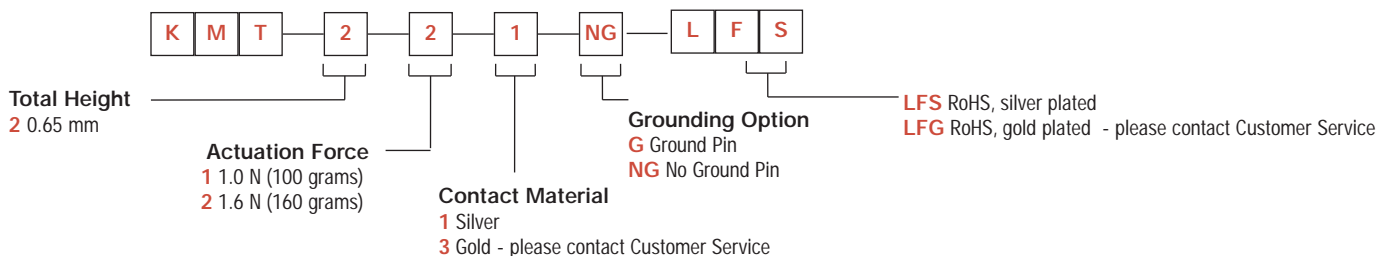 K M T 2 2 1 NG L F S
Total Height
2 0.65 mm
Actuation Force
1 1.0 N (100 grams)
2 1.6 N (160 grams)
Contact Material
1 Silver
3 Gold - please contact Customer Service
Grounding Option
G Ground Pin
NG No Ground Pin
LFS RoHS, silver plated
LFG RoHS, gold plated - please contact Customer Service